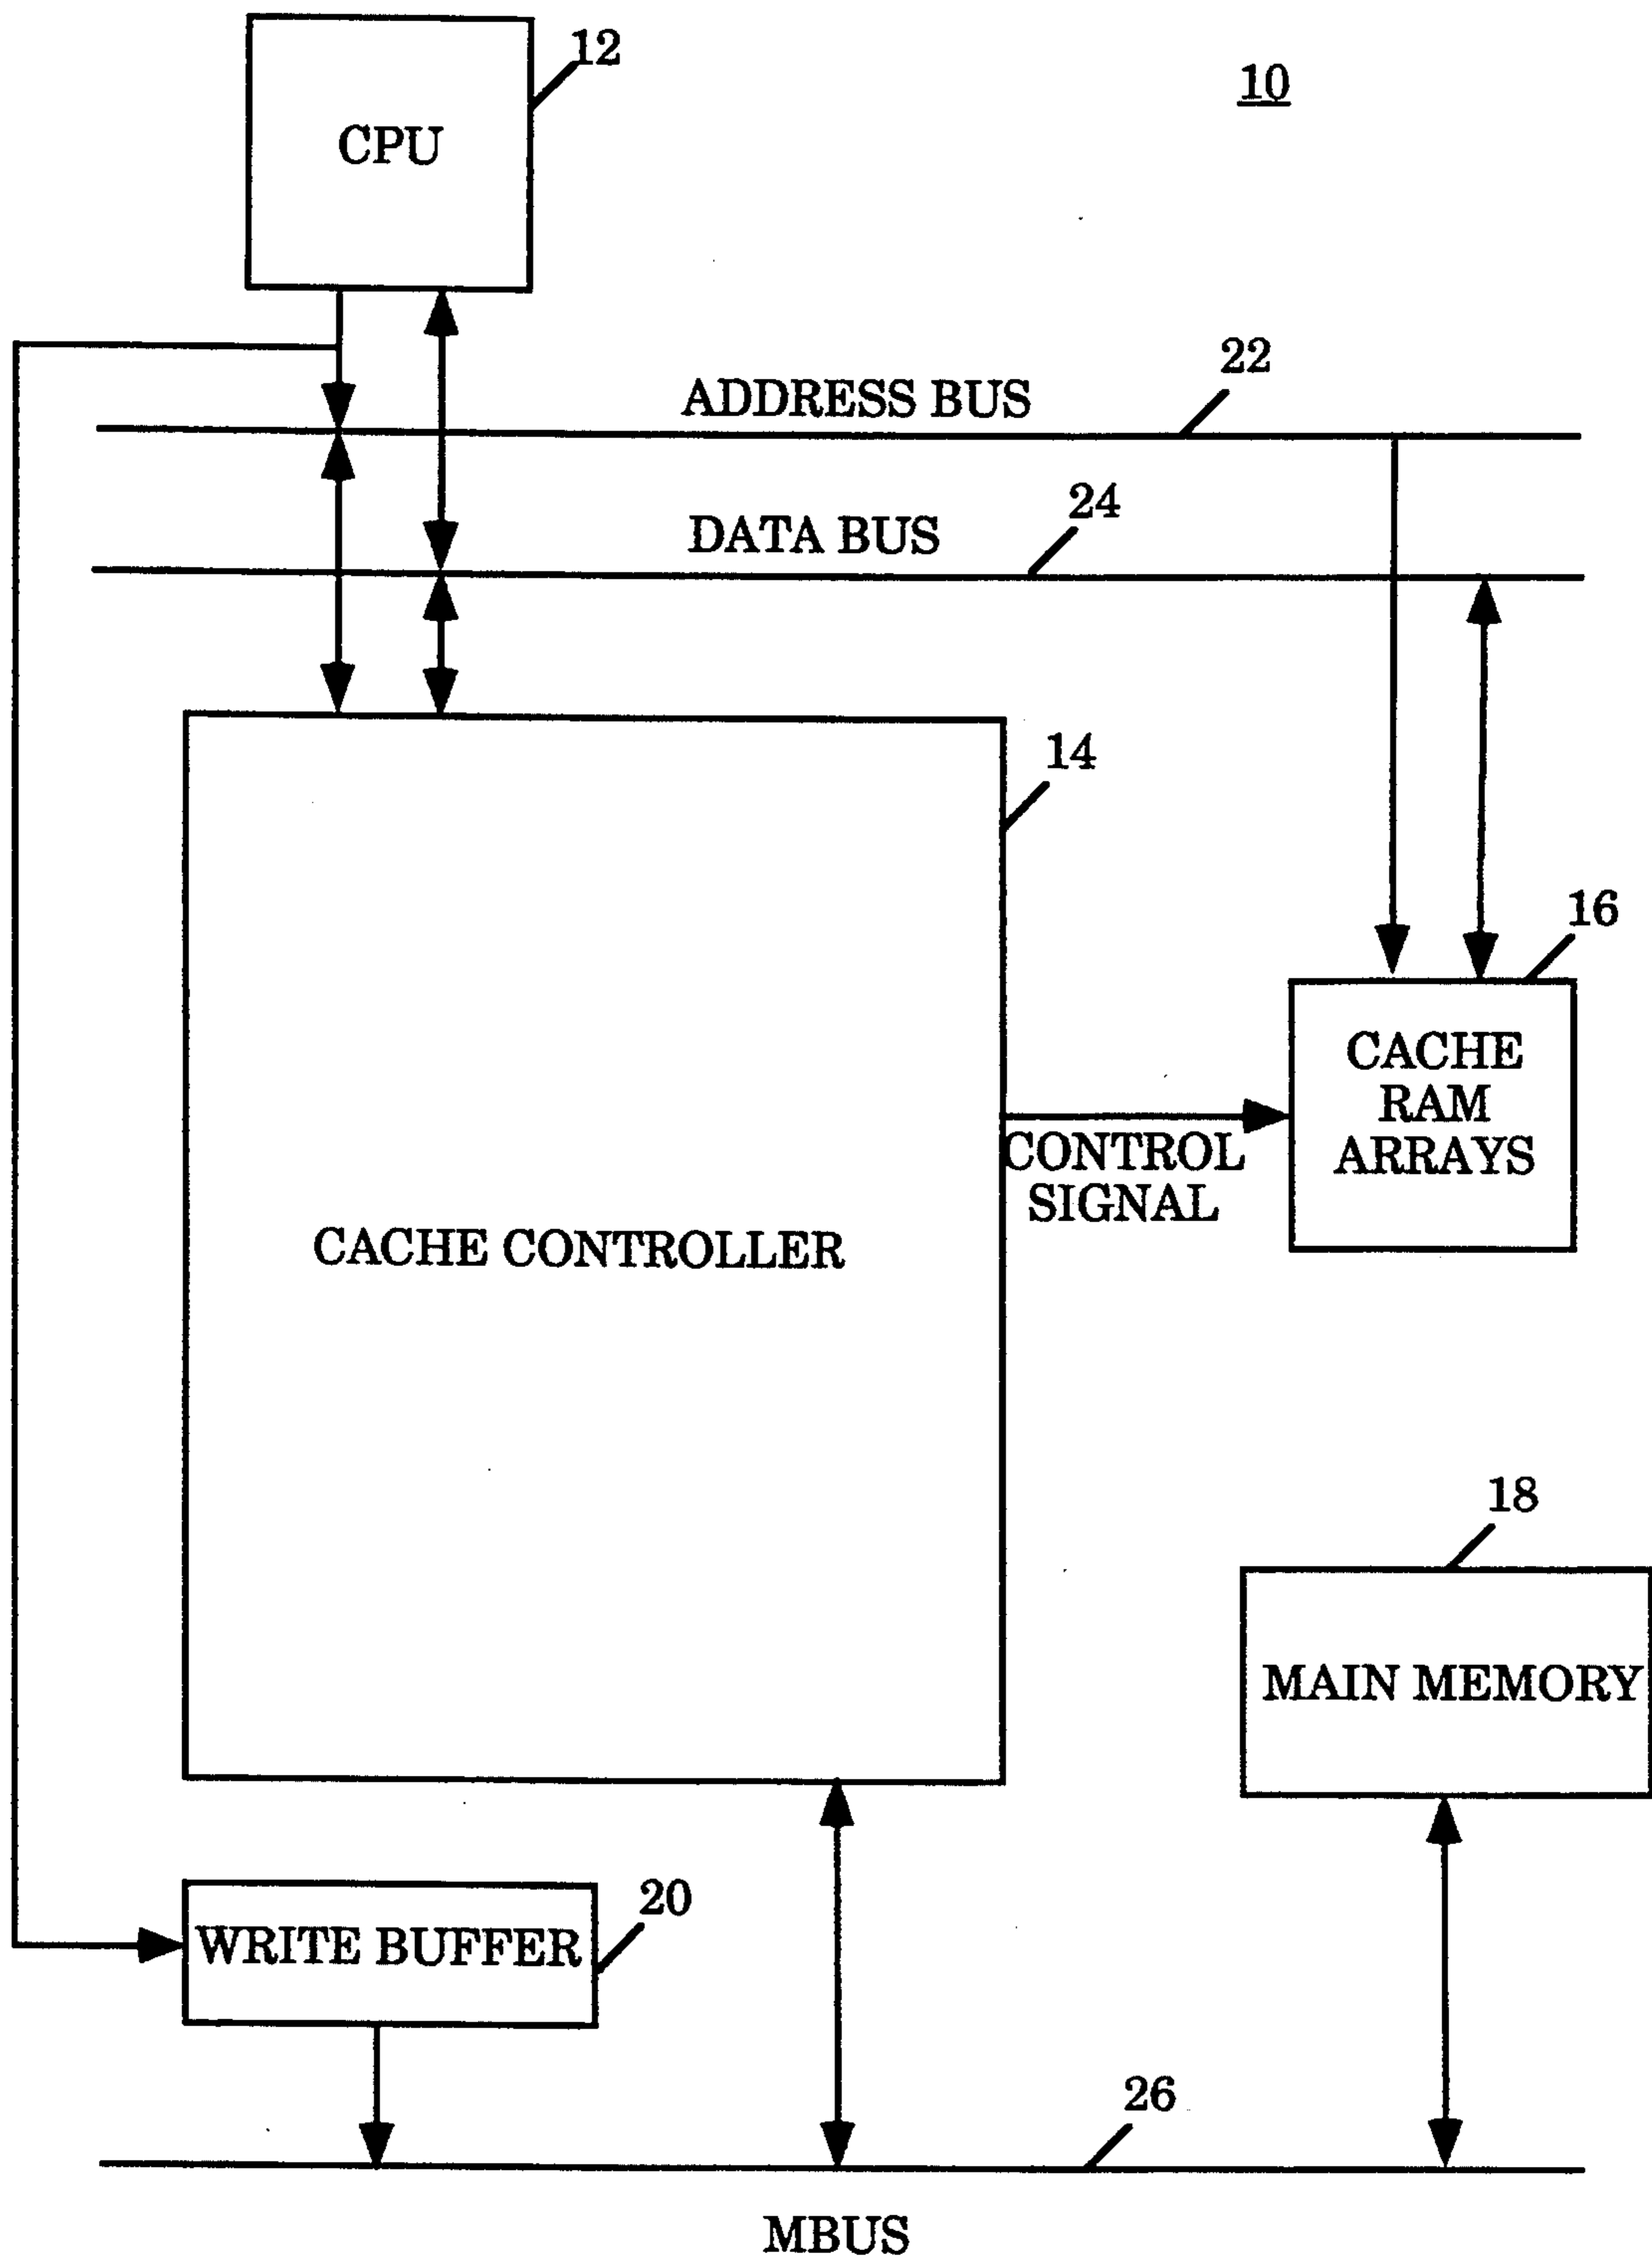 12
10
CPU
22
ADDRESS BUS
24
DATA BUS
14
16
CACHE
RAM
ARRAYS
CONTROL
SIGNAL
CACHE CONTROLLER
18
MAIN MEMORY
20
WRITE BUFFER
26
MBUS